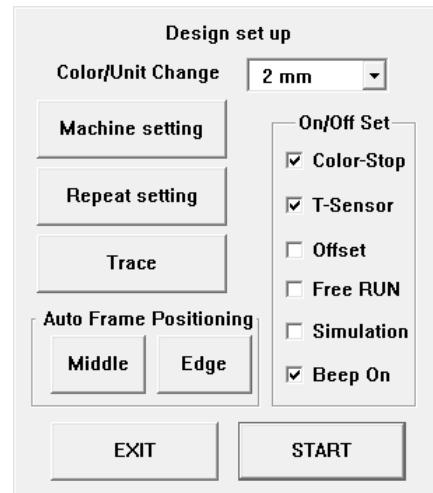 Design set up
Color/Unit Change
2 mm
Machine setting
Repeat setting
Trace
Auto Frame Positioning
Middle
Edge
On/Off Set
Color-Stop
T-Sensor
Offset
Free RUN
Simulation
Beep On
EXIT
START